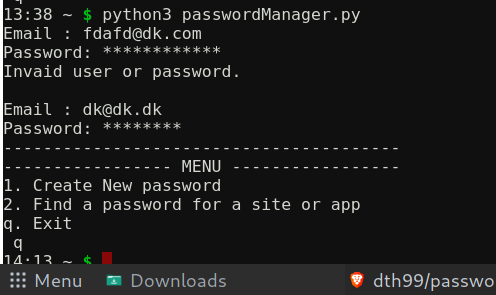 q
13:38 ~ $ python3 passwordManager.py
Email : fdafd@dk.com
Password: ************
Invaid user or password.
Email : dk@dk.dk
Password: ********
----------------------------------------
----------------- MENU -----------------
1. Create New password
2. Find a password for a site or app
q. Exit
q
14:13 ~ $
Menu Downloads dth99/passwo